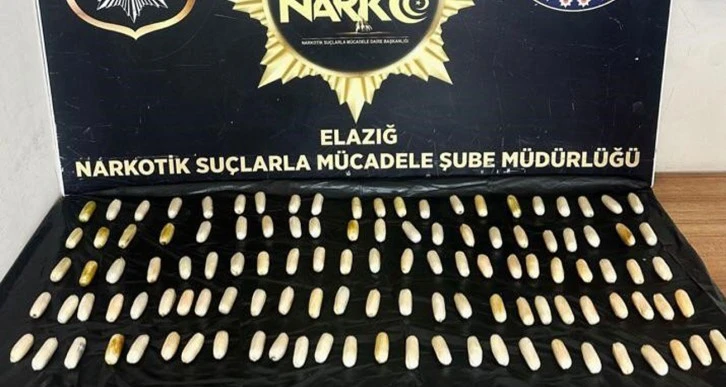 NARKO
NARKOTİK SUÇLARLA MÜCADELE DAİRE BAŞKANLIĞI
ELAZIĞ
NARKOTİK SUÇLARLA MÜCADELE ŞUBE MÜDÜRLÜĞÜ